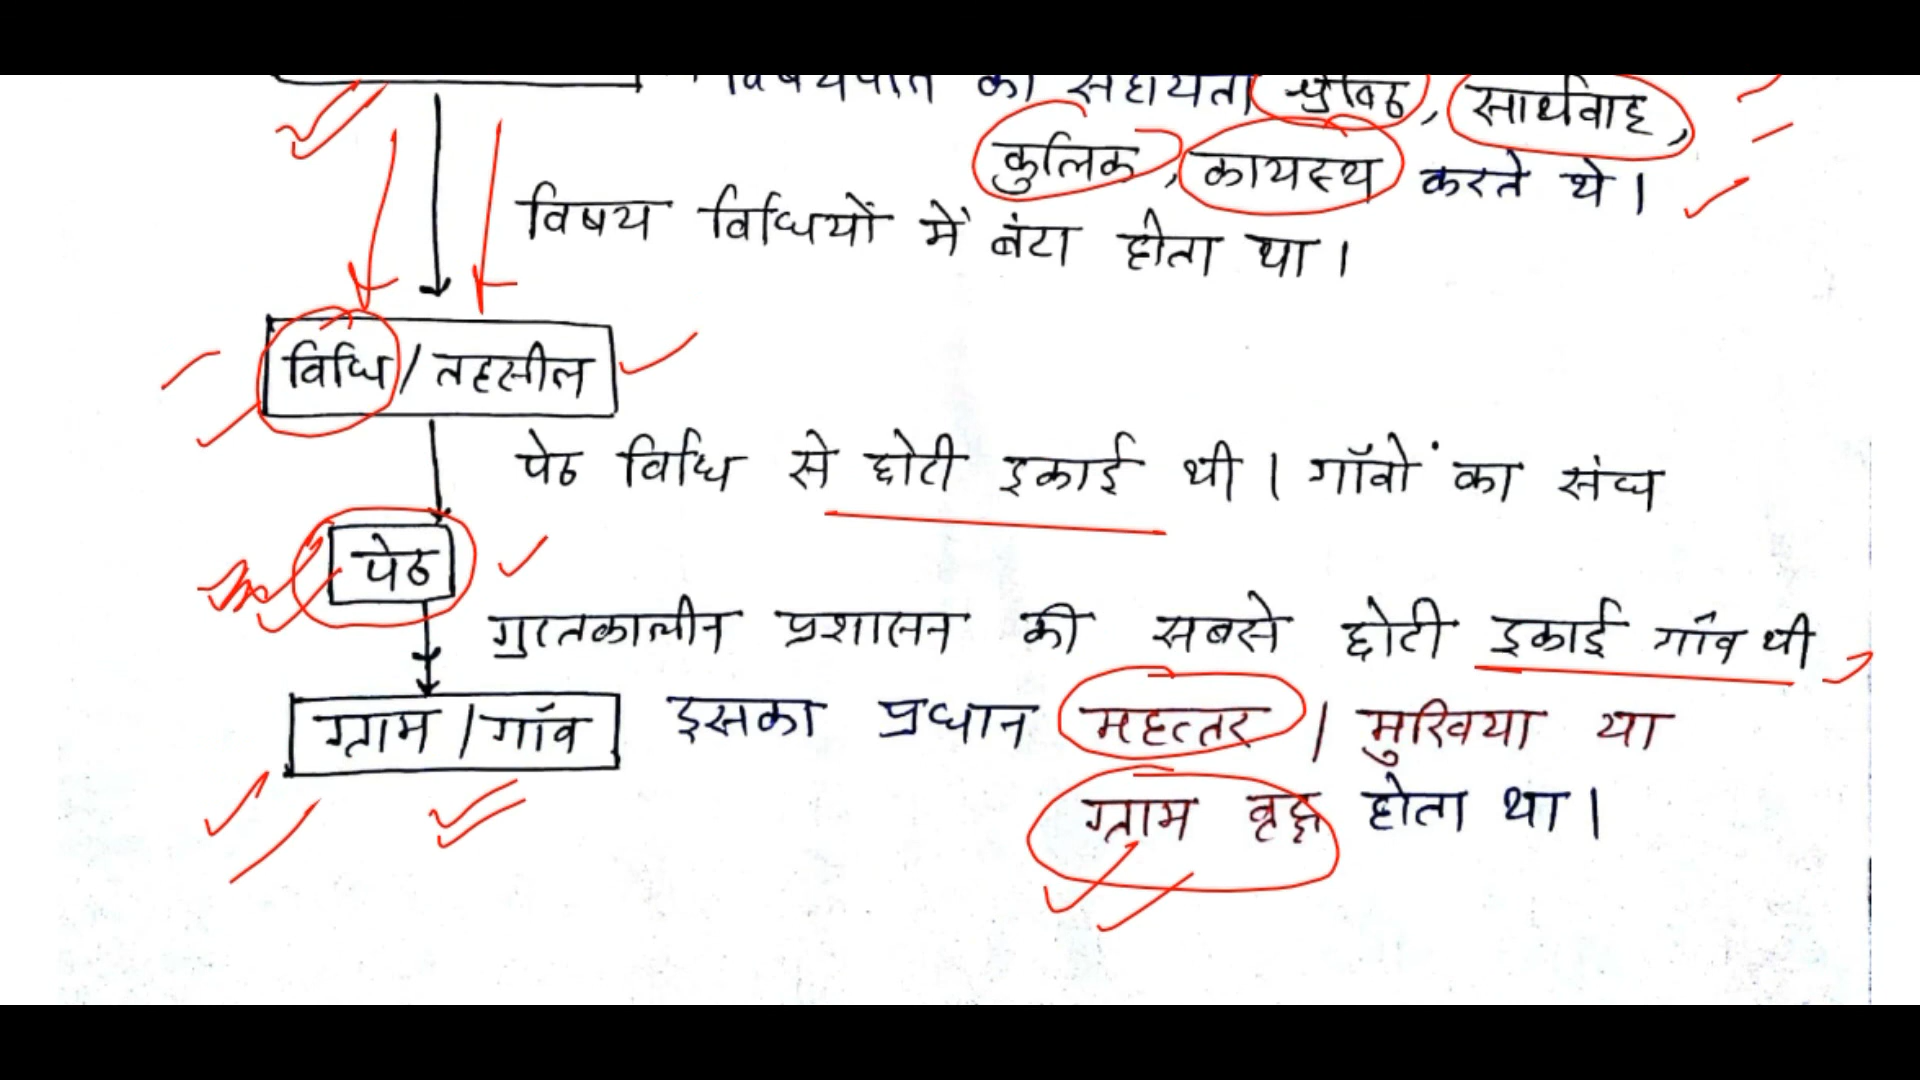 विषयपति की सहायता श्रेष्ठि, सार्थवाह,
कुलिक, कायस्थ करते थे।
विषय विधियों में बंटा होता था।
विधि / तहसील
पेठ विधि से छोटी इकाई थी। गॉवों का संघ
पेठ
गुप्तकालीन प्रशासन की सबसे छोटी इकाई गॉव थी
ग्राम / गॉव इसका प्रधान महत्तर / मुखिया या
ग्राम वृद्ध होता था।